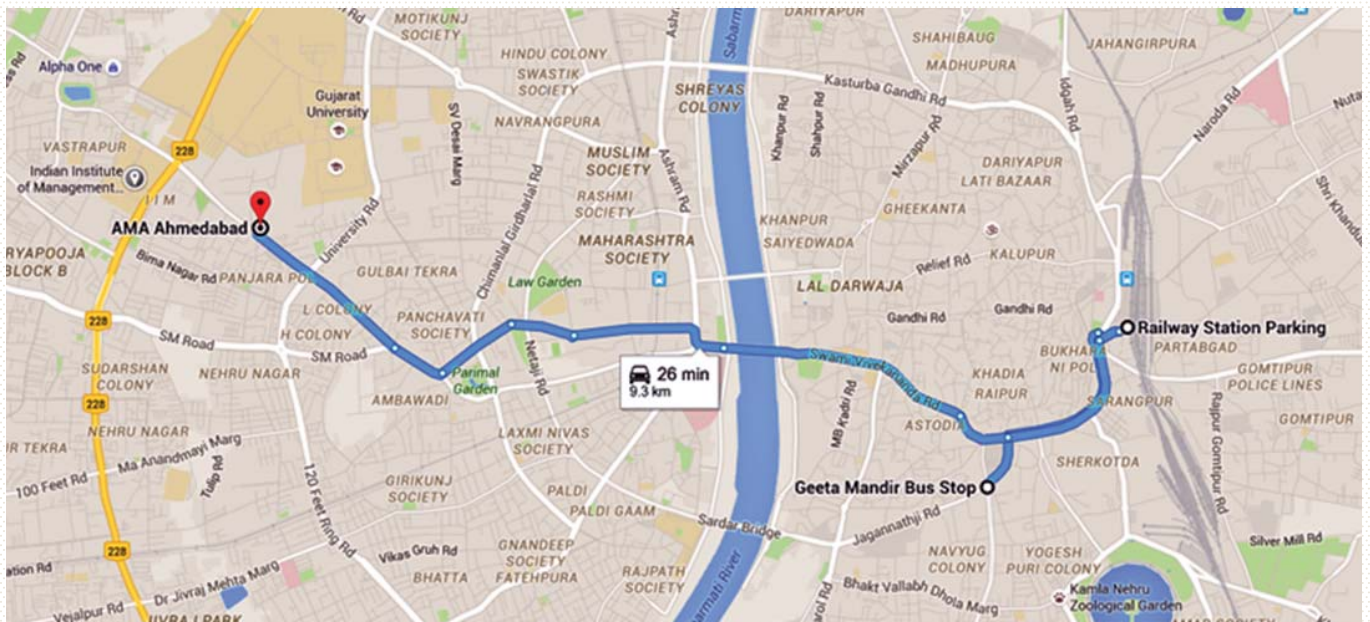 MOTIKUNJ
SOCIETY
DARIYAPUR
SHAHIBAUG
MADHUPURA
JAHANGIRPURA
Alpha One
HINDU COLONY
SWASTIK
SOCIETY
Sabarm
SHREYAS
COLONY
Kasturba Gandhi Rd
Idgah Rd
Naroda Rd
Gujarat
University
SV Desai Marg
NAVRANGPURA
Khanpur Rd
Shahpur Rd
Mirzapur Rd
VASTRAPUR
228
MUSLIM
SOCIETY
Ashram Rd
DARIYAPUR
LATI BAZAAR
Indian Institute
of Management...
I I M
Chimanlal Girdharlal Rd
RASHMI
SOCIETY
GHEEKANTA
Shri Khandu
AMA Ahmedabad
University Rd
KHANPUR
SAIYEDWADA
RYAPOOJA
BLOCK B
Bima Nagar Rd
PANJARA POL
GULBAI TEKRA
MAHARASHTRA
SOCIETY
Relief Rd
KALUPUR
Law Garden
LAL DARWAJA
L COLONY
H COLONY
PANCHAVATI
SOCIETY
Gandhi Rd
Gandhi Rd
228
SM Road
SM Road
Netaji Rd
Railway Station Parking
PARTABGAD
BUKHARA
NI POL
SUDARSHAN
COLONY
NEHRU NAGAR
Parimal
Garden
26 min
9.3 km
Swami Vivekananda Rd
KHADIA
RAIPUR
GOMTIPUR
POLICE LINES
228
AMBAWADI
MB Kadri Rd
SARANGPUR
Rajpur Gomtipur Rd
GOMTIPUR
NEHRU NAGAR
ASTODIA
UR TEKRA
Ma Anandmayi Marg
100 Feet Rd
Tulip Rd
LAXMI NIVAS
SOCIETY
SHERKOTDA
120 Feet Ring Rd
GIRIKUNJ
SOCIETY
PALDI
PALDI GAAM
Geeta Mandir Bus Stop
Sardar Bridge
Jagannathji Rd
228
Vikas Gruh Rd
GNANDEEP
SOCIETY
FATEHPURA
NAVYUG
COLONY
YOGESH
PURI COLONY
Silver Mill Rd
ation Rd
Dr Jivraj Mehta Marg
BHATTA
RAJPATH
SOCIETY
armati River
Bhakt Vallabh Dhola Marg
Kamla Nehru
Zoological Garden
Vejalpur Rd